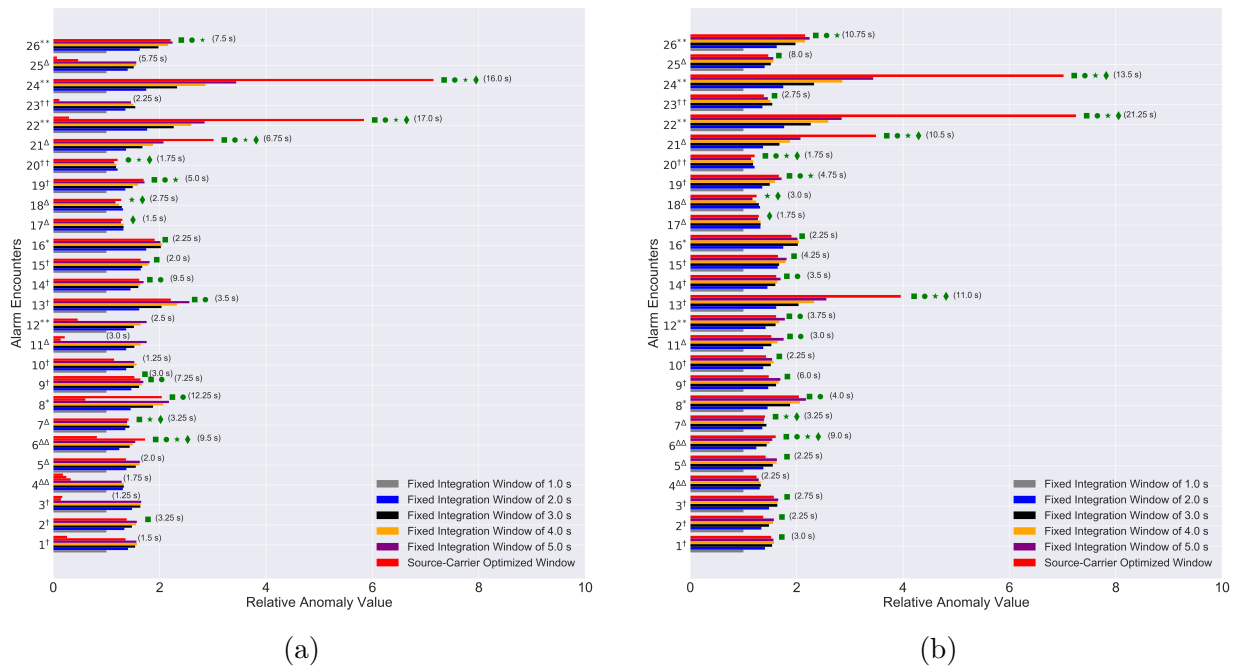 26**
(7.5 s)
25Δ
(5.75 s)
24**
(16.0 s)
23††
(2.25 s)
22**
(17.0 s)
21Δ
(6.75 s)
20††
(1.75 s)
19†
(5.0 s)
18Δ
(2.75 s)
17Δ
(1.5 s)
16*
(2.25 s)
15†
(2.0 s)
14†
(9.5 s)
13†
(3.5 s)
12**
(2.5 s)
11Δ
(3.0 s)
10†
(1.25 s)
(3.0 s)
9†
(7.25 s)
8*
(12.25 s)
7Δ
(3.25 s)
6ΔΔ
(9.5 s)
5Δ
(2.0 s)
4ΔΔ
(1.75 s)
3†
(1.25 s)
2†
(3.25 s)
1†
(1.5 s)
Alarm Encounters
Fixed Integration Window of 1.0 s
Fixed Integration Window of 2.0 s
Fixed Integration Window of 3.0 s
Fixed Integration Window of 4.0 s
Fixed Integration Window of 5.0 s
Source-Carrier Optimized Window
0 2 4 6 8 10
Relative Anomaly Value
(a)
26**
(10.75 s)
25Δ
(8.0 s)
24**
(13.5 s)
23††
(2.75 s)
22**
(21.25 s)
21Δ
(10.5 s)
20††
(1.75 s)
19†
(4.75 s)
18Δ
(3.0 s)
17Δ
(1.75 s)
16*
(2.25 s)
15†
(4.25 s)
14†
(3.5 s)
13†
(11.0 s)
12**
(3.75 s)
11Δ
(3.0 s)
10†
(2.25 s)
9†
(6.0 s)
8*
(4.0 s)
7Δ
(3.25 s)
6ΔΔ
(9.0 s)
5Δ
(2.25 s)
4ΔΔ
(2.25 s)
3†
(2.75 s)
2†
(2.25 s)
1†
(3.0 s)
Alarm Encounters
Fixed Integration Window of 1.0 s
Fixed Integration Window of 2.0 s
Fixed Integration Window of 3.0 s
Fixed Integration Window of 4.0 s
Fixed Integration Window of 5.0 s
Source-Carrier Optimized Window
0 2 4 6 8 10
Relative Anomaly Value
(b)